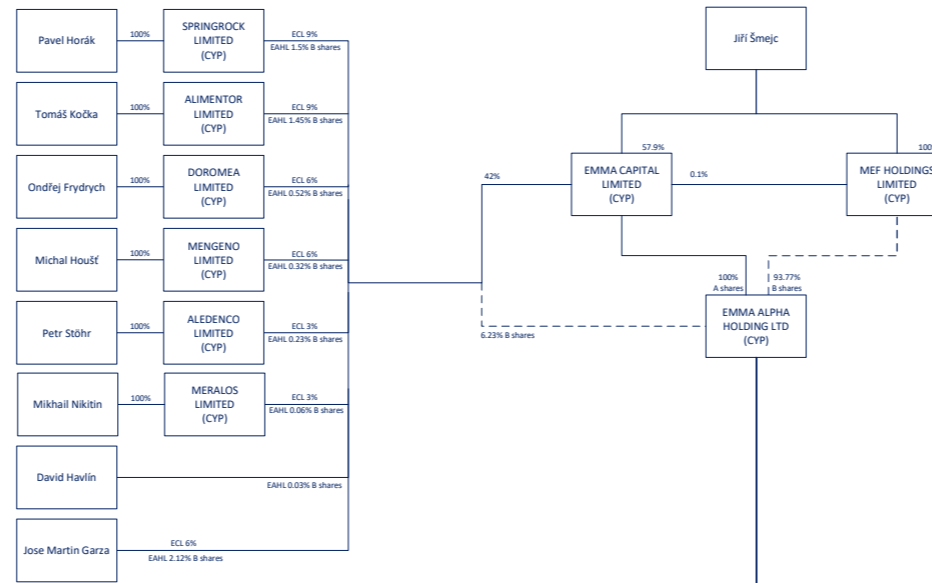 Pavel Horák
100%
SPRINGROCK
LIMITED
(CYP)
ECL 9%
EAHL 1.5% B shares
Tomáš Kočka
100%
ALIMENTOR
LIMITED
(CYP)
ECL 9%
EAHL 1.45% B shares
Ondřej Frydrych
100%
DOROMEA
LIMITED
(CYP)
ECL 6%
EAHL 0.52% B shares
Michal Houšť
100%
MENGENO
LIMITED
(CYP)
ECL 6%
EAHL 0.32% B shares
Petr Stöhr
100%
ALEDENCO
LIMITED
(CYP)
ECL 3%
EAHL 0.23% B shares
Mikhail Nikitin
100%
MERALOS
LIMITED
(CYP)
ECL 3%
EAHL 0.06% B shares
David Havlín
EAHL 0.03% B shares
Jose Martin Garza
ECL 6%
EAHL 2.12% B shares
Jiří Šmejc
57.9%
100
42%
EMMA CAPITAL
LIMITED
(CYP)
0.1%
MEF HOLDINGS
LIMITED
(CYP)
100%
A shares
93.77%
B shares
6.23% B shares
EMMA ALPHA
HOLDING LTD
(CYP)